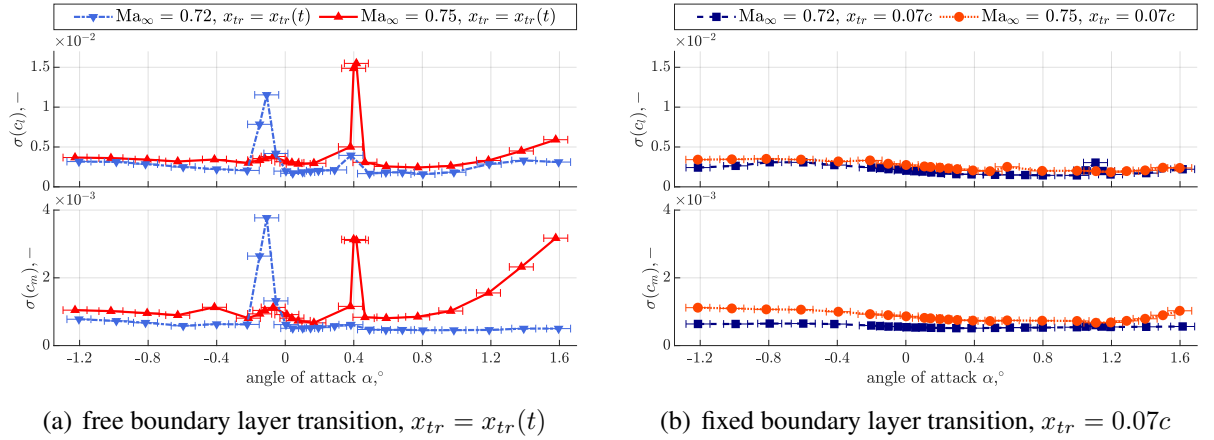 Ma∞ = 0.72, x_tr = x_tr(t) Ma∞ = 0.75, x_tr = x_tr(t)
×10⁻²
1.5
1
0.5
0
σ(c_l), −
×10⁻³
4
2
0
σ(c_m), −
-1.2 -0.8 -0.4 0 0.4 0.8 1.2 1.6
angle of attack α,°
(a) free boundary layer transition, x_tr = x_tr(t)
Ma∞ = 0.72, x_tr = 0.07c Ma∞ = 0.75, x_tr = 0.07c
×10⁻²
1.5
1
0.5
0
σ(c_l), −
×10⁻³
4
2
0
σ(c_m), −
-1.2 -0.8 -0.4 0 0.4 0.8 1.2 1.6
angle of attack α,°
(b) fixed boundary layer transition, x_tr = 0.07c